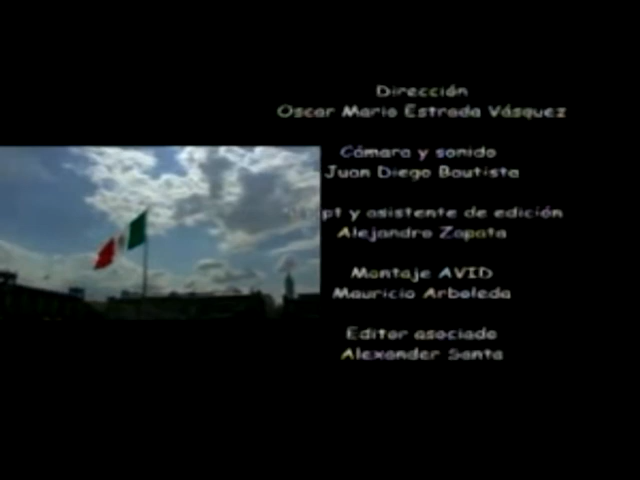 Dirección
Oscar Mario Estrada Vásquez
Cámara y sonido
Juan Diego Bautista
pt y asistente de edición
Alejandro Zapata
Montaje AVID
Mauricio Arboleda
Editor asociado
Alexander Santa